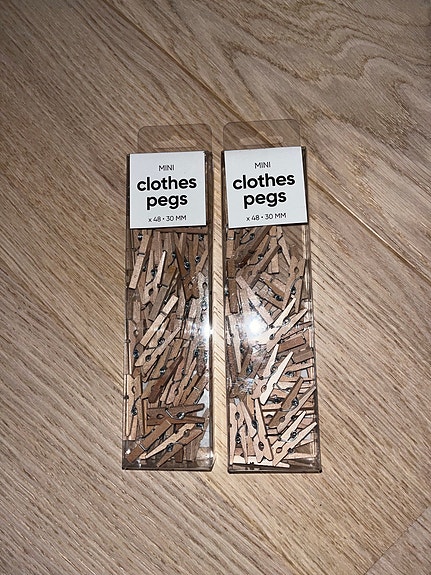 MINI
clothes
pegs
x 48 • 30 MM
MINI
clothes
pegs
x 48 • 30 MM